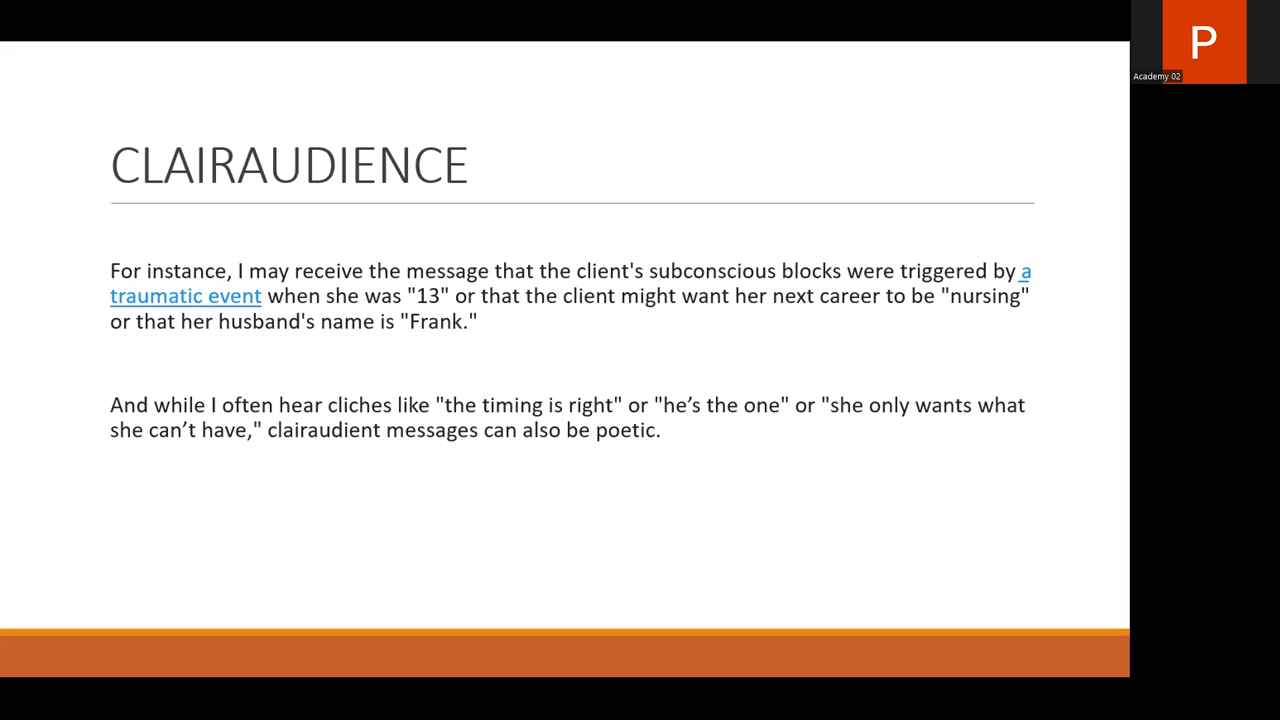 CLAIRAUDIENCE
For instance, I may receive the message that the client's subconscious blocks were triggered by a
traumatic event when she was "13" or that the client might want her next career to be "nursing"
or that her husband's name is "Frank."
And while I often hear cliches like "the timing is right" or "he’s the one" or "she only wants what
she can’t have," clairaudient messages can also be poetic.
P
Academy 02